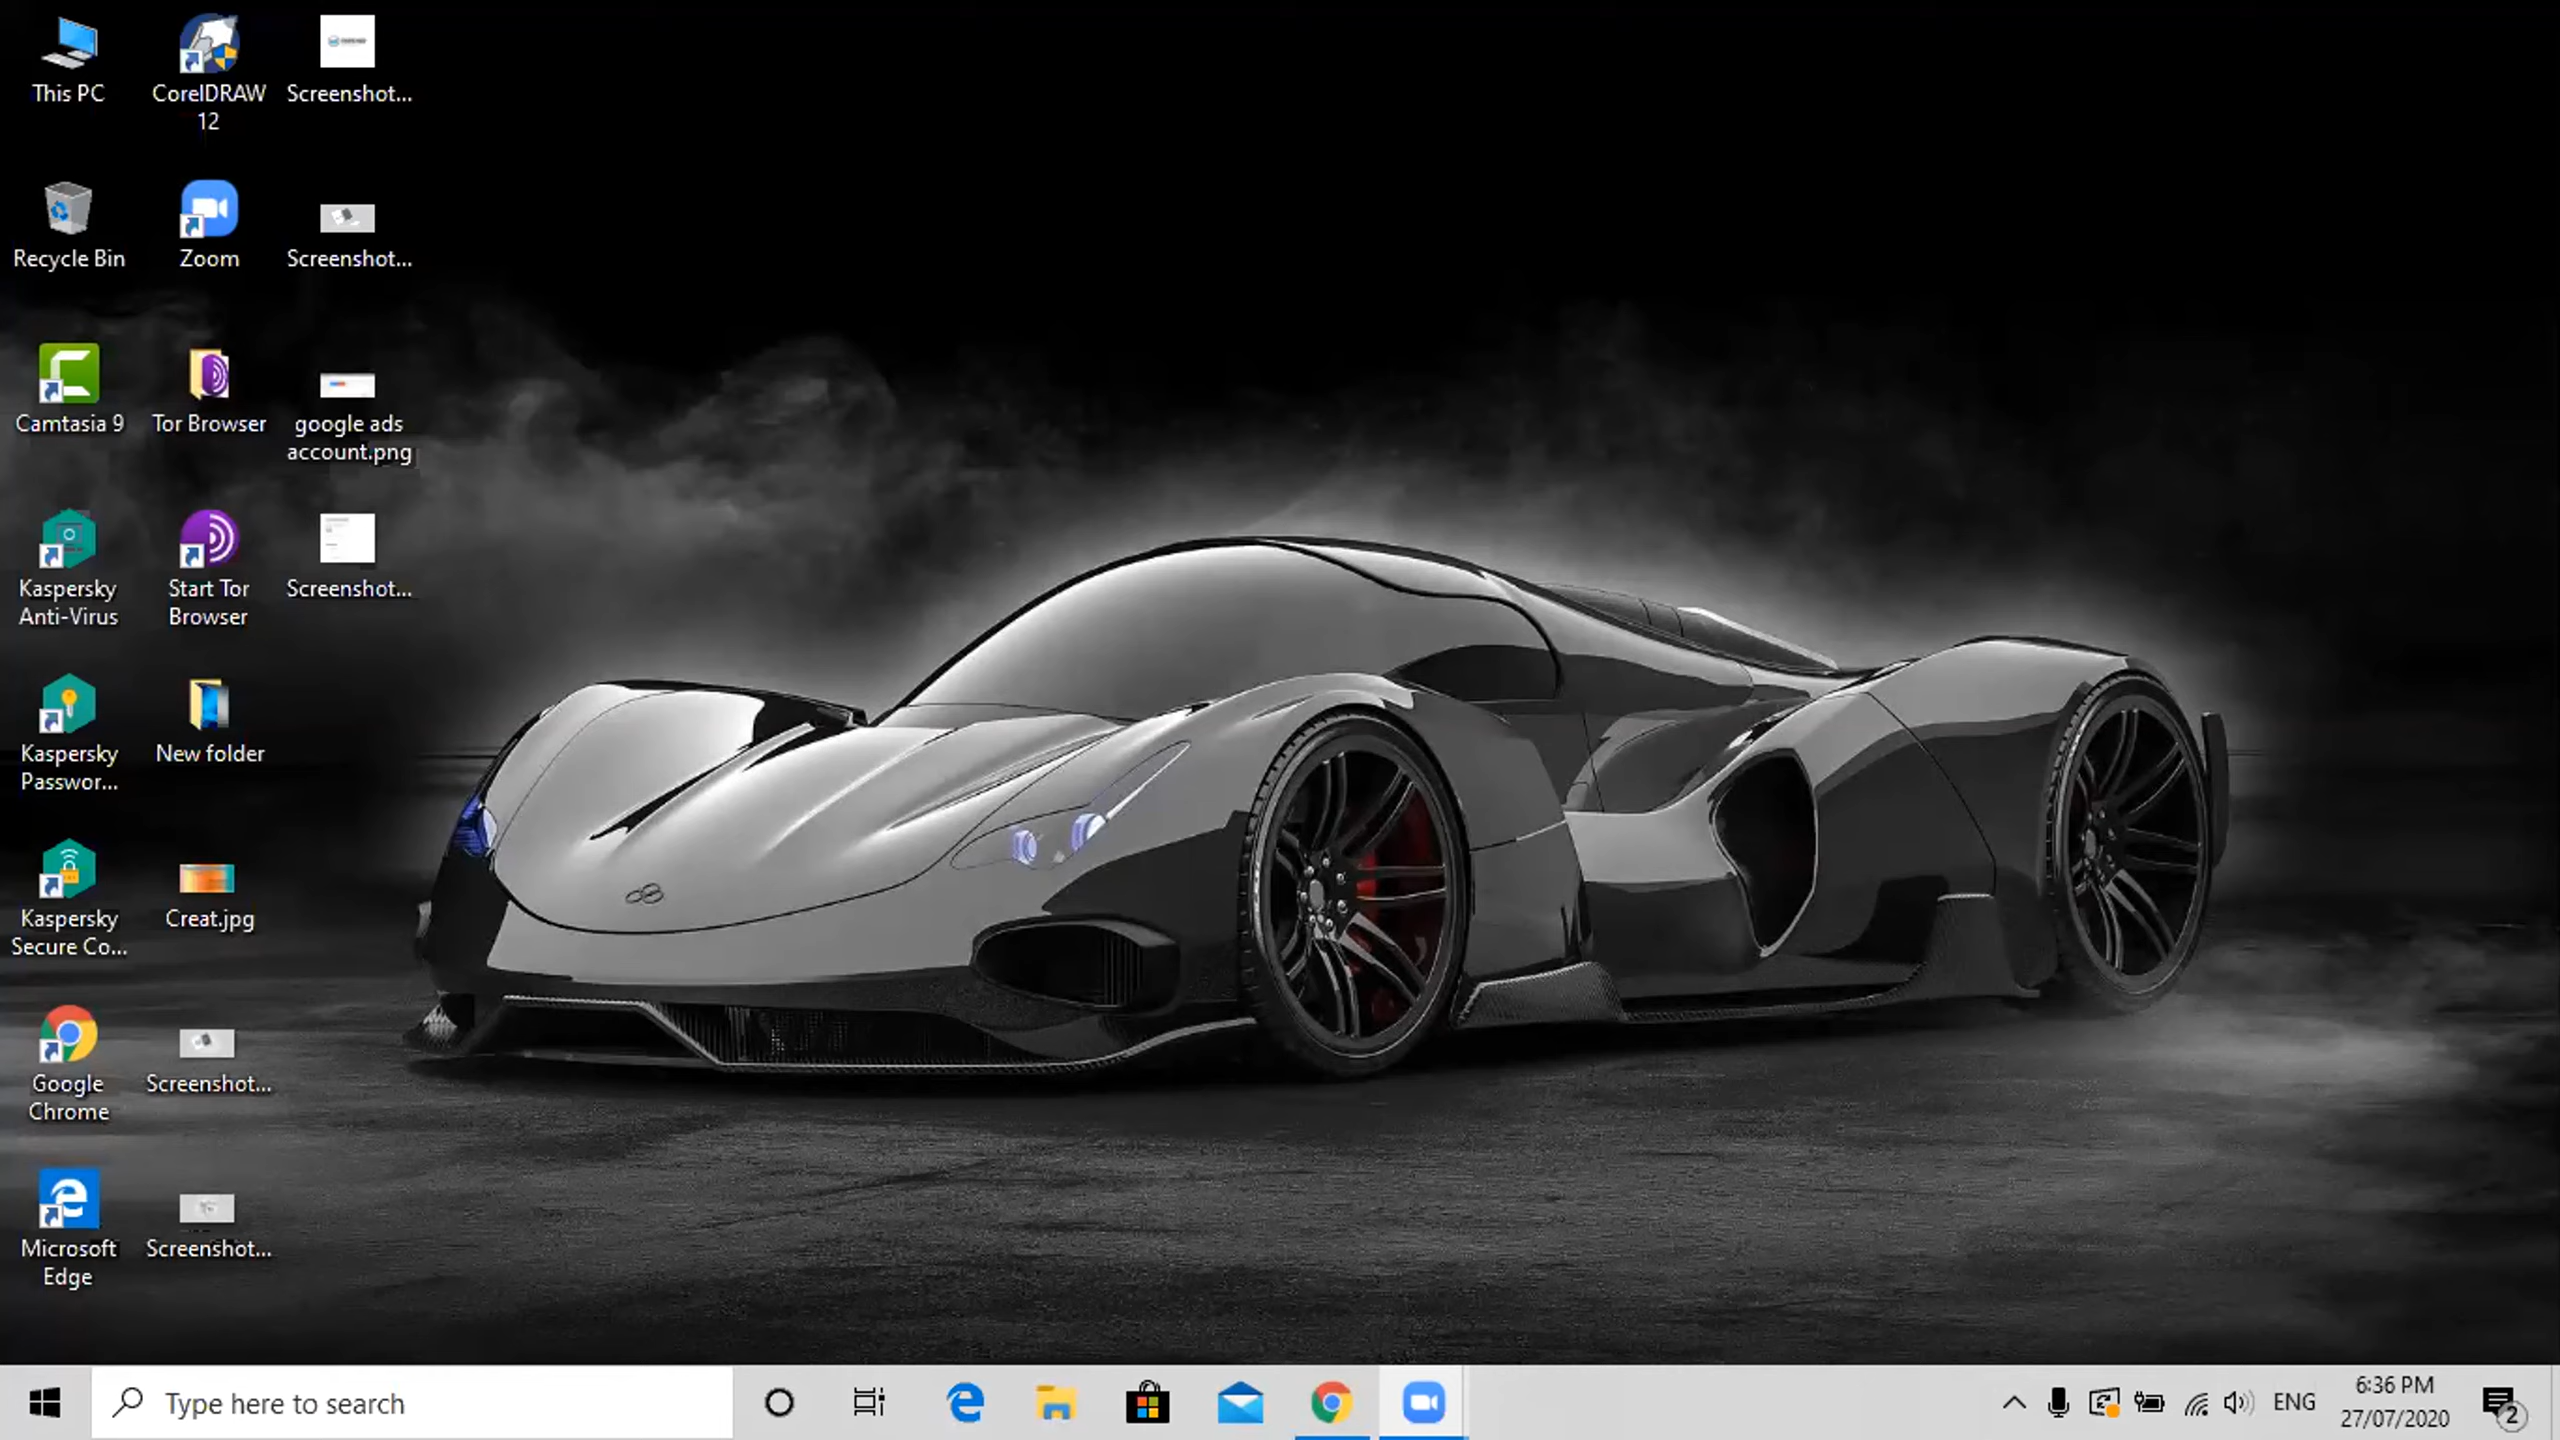 This PC
CorelDRAW
12
Screenshot...
Recycle Bin
Zoom
Screenshot...
Camtasia 9
Tor Browser
google ads
account.png
Kaspersky
Anti-Virus
Start Tor
Browser
Screenshot...
Kaspersky
Passwor...
New folder
Kaspersky
Secure Co...
Creat.jpg
Google
Chrome
Screenshot...
Microsoft
Edge
Screenshot...
Type here to search
ENG
6:36 PM
27/07/2020
2